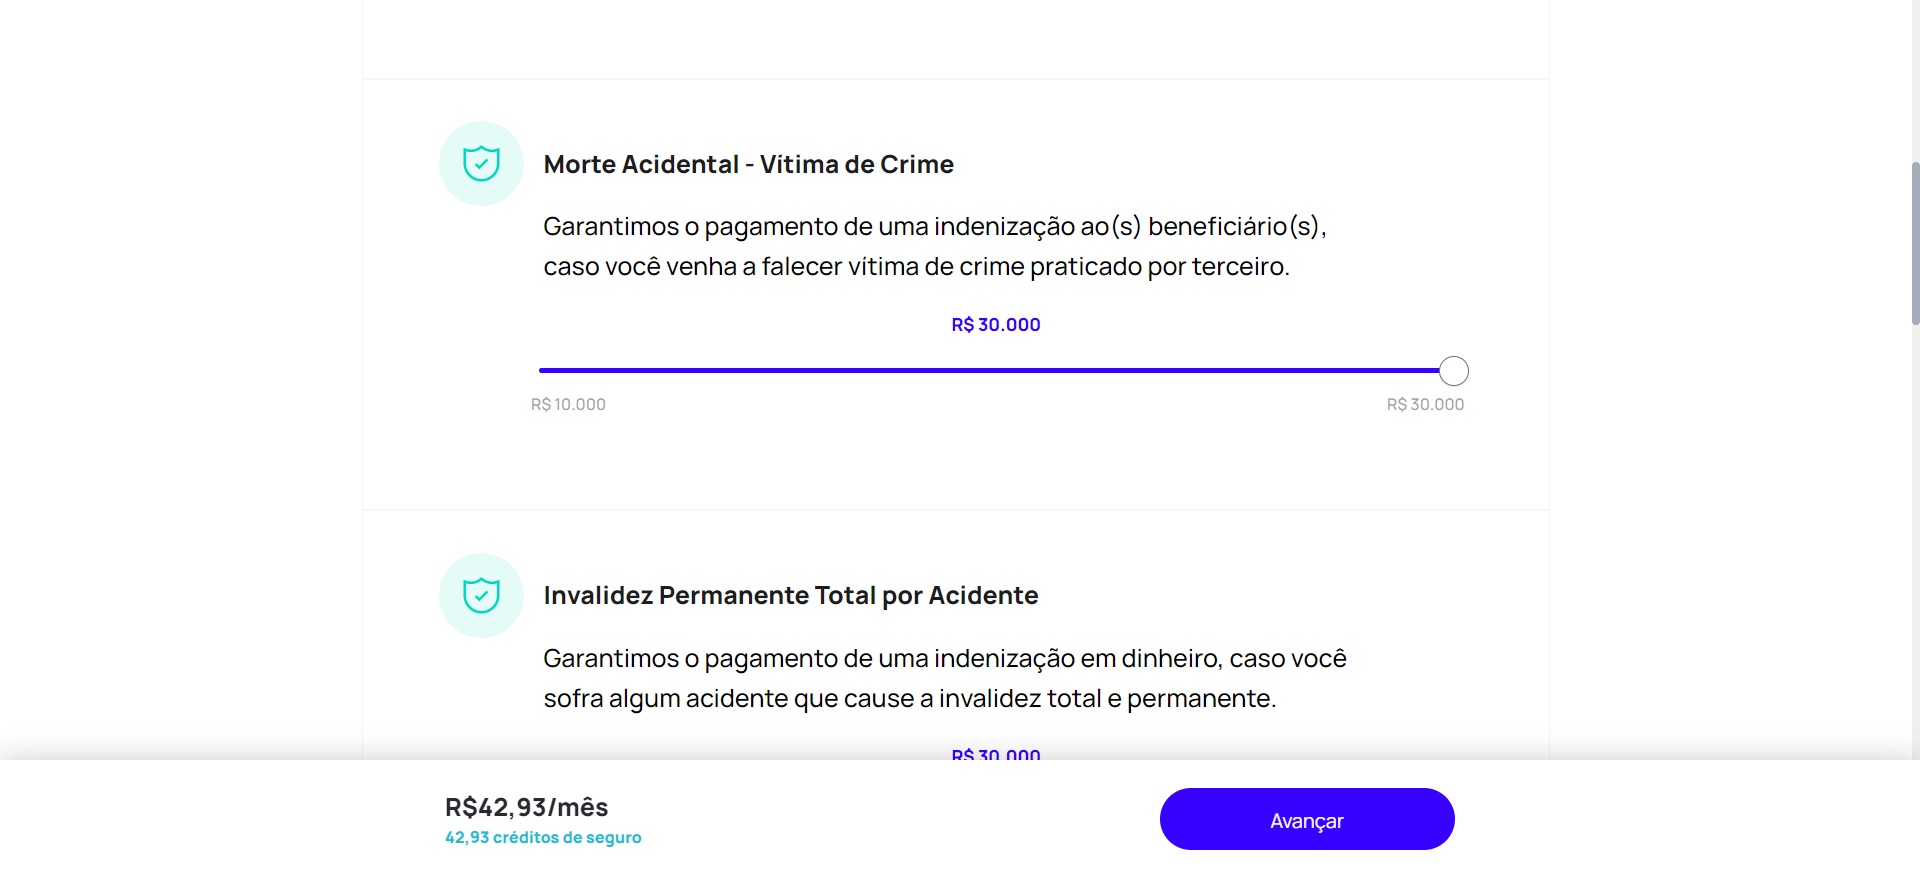 Morte Acidental - Vítima de Crime
Garantimos o pagamento de uma indenização ao(s) beneficiário(s),
caso você venha a falecer vítima de crime praticado por terceiro.
R$ 30.000
R$ 10.000
R$ 30.000
Invalidez Permanente Total por Acidente
Garantimos o pagamento de uma indenização em dinheiro, caso você
sofra algum acidente que cause a invalidez total e permanente.
R$ 30.000
R$42,93/mês
42,93 créditos de seguro
Avançar